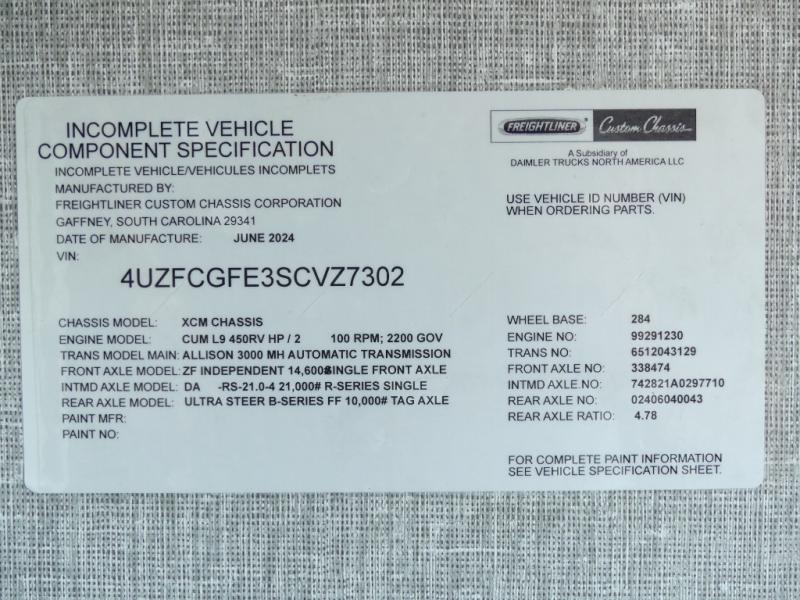 INCOMPLETE VEHICLE
COMPONENT SPECIFICATION
INCOMPLETE VEHICLE/VEHICULES INCOMPLETS
MANUFACTURED BY:
FREIGHTLINER CUSTOM CHASSIS CORPORATION
GAFFNEY, SOUTH CAROLINA 29341
DATE OF MANUFACTURE: JUNE 2024
VIN:
4UZFCGFE3SCVZ7302
FREIGHTLINER Custom Chassis
A Subsidiary of
DAIMLER TRUCKS NORTH AMERICA LLC
USE VEHICLE ID NUMBER (VIN)
WHEN ORDERING PARTS.
CHASSIS MODEL: XCM CHASSIS
ENGINE MODEL: CUM L9 450RV HP / 2 100 RPM; 2200 GOV
TRANS MODEL MAIN: ALLISON 3000 MH AUTOMATIC TRANSMISSION
FRONT AXLE MODEL: ZF INDEPENDENT 14,600# SINGLE FRONT AXLE
INTMD AXLE MODEL: DA -RS-21.0-4 21,000# R-SERIES SINGLE
REAR AXLE MODEL: ULTRA STEER B-SERIES FF 10,000# TAG AXLE
PAINT MFR:
PAINT NO:
WHEEL BASE: 284
ENGINE NO: 99291230
TRANS NO: 6512043129
FRONT AXLE NO: 338474
INTMD AXLE NO: 742821A0297710
REAR AXLE NO: 02406040043
REAR AXLE RATIO: 4.78
FOR COMPLETE PAINT INFORMATION
SEE VEHICLE SPECIFICATION SHEET.